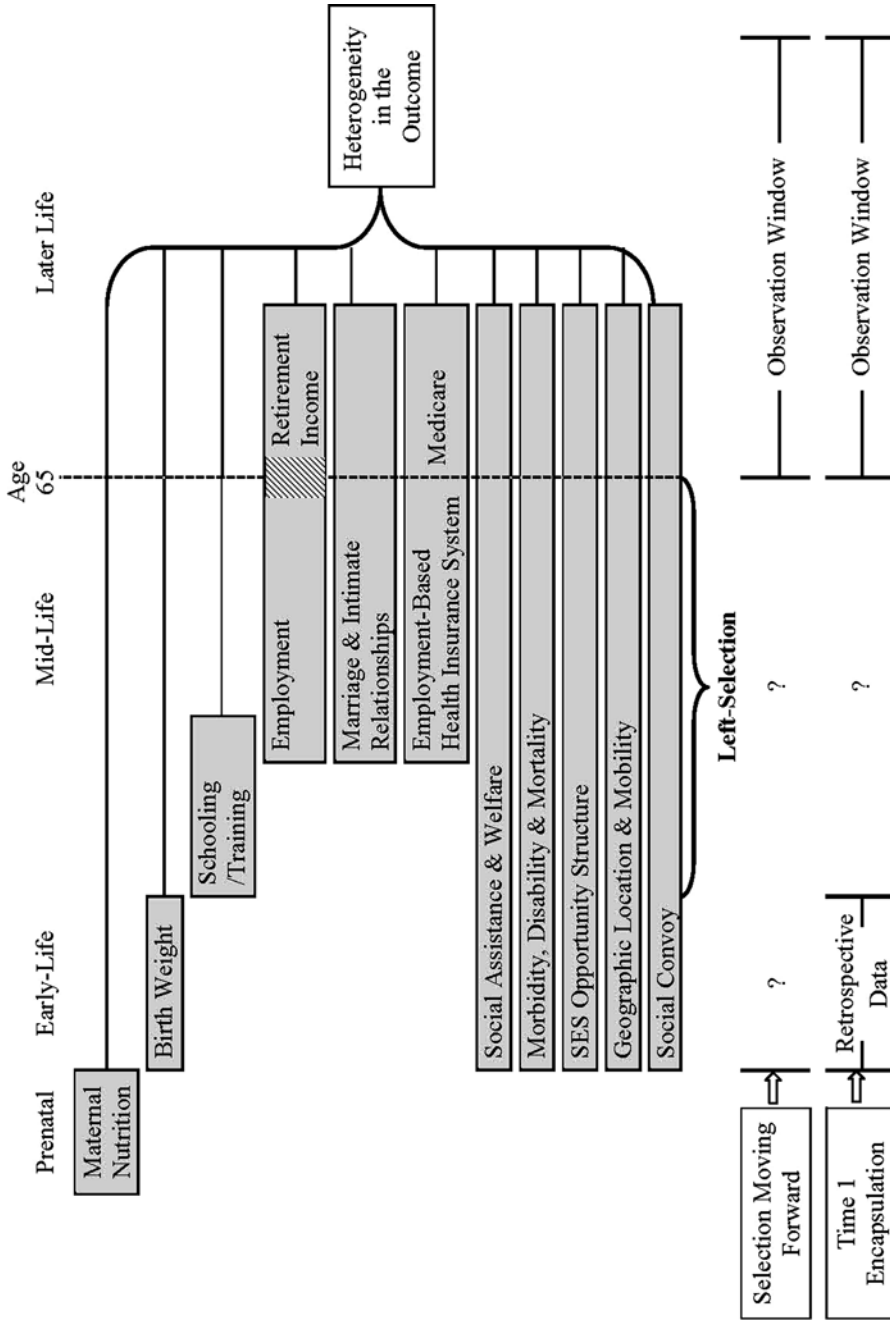 Prenatal
Early-Life
Mid-Life
Age
65
Later Life
Maternal
Nutrition
Birth Weight
Schooling
/Training
Employment
Retirement
Income
Marriage & Intimate
Relationships
Employment-Based
Health Insurance System
Medicare
Social Assistance & Welfare
Morbidity, Disability & Mortality
SES Opportunity Structure
Geographic Location & Mobility
Social Convoy
Heterogeneity
in the
Outcome
Left-Selection
Selection Moving
Forward
?
?
Observation Window
Time 1
Encapsulation
Retrospective
Data
?
Observation Window